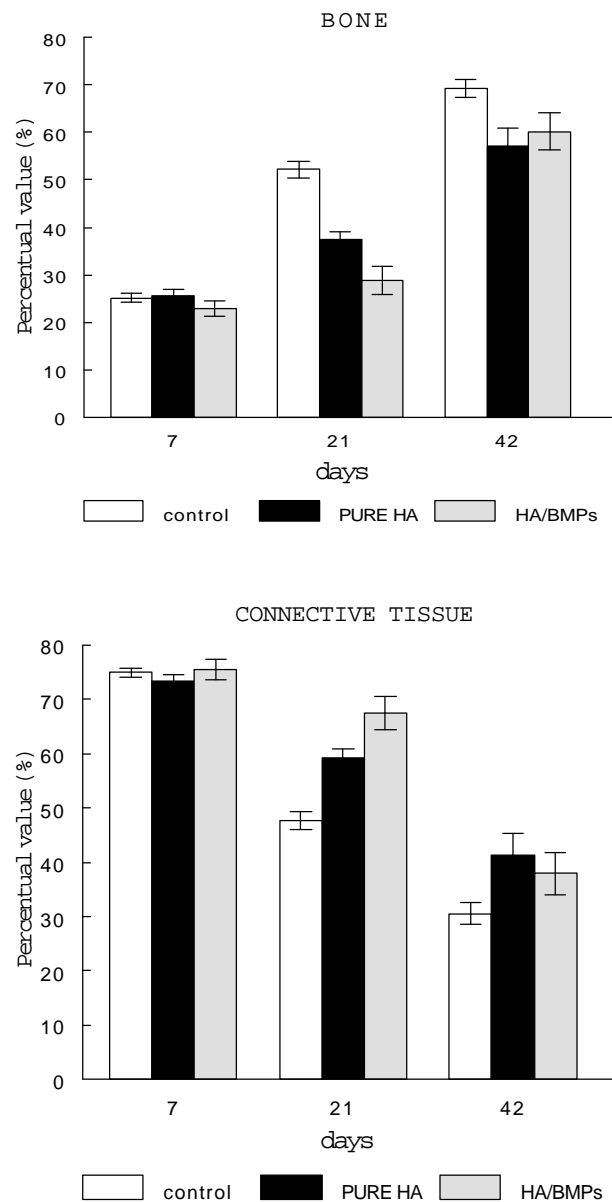 BONE
80
70
60
50
40
30
20
10
0
Percentual value (%)
7 21 42
days
control PURE HA HA/BMPs
CONNECTIVE TISSUE
80
70
60
50
40
30
20
10
0
Percentual value (%)
7 21 42
days
control PURE HA HA/BMPs